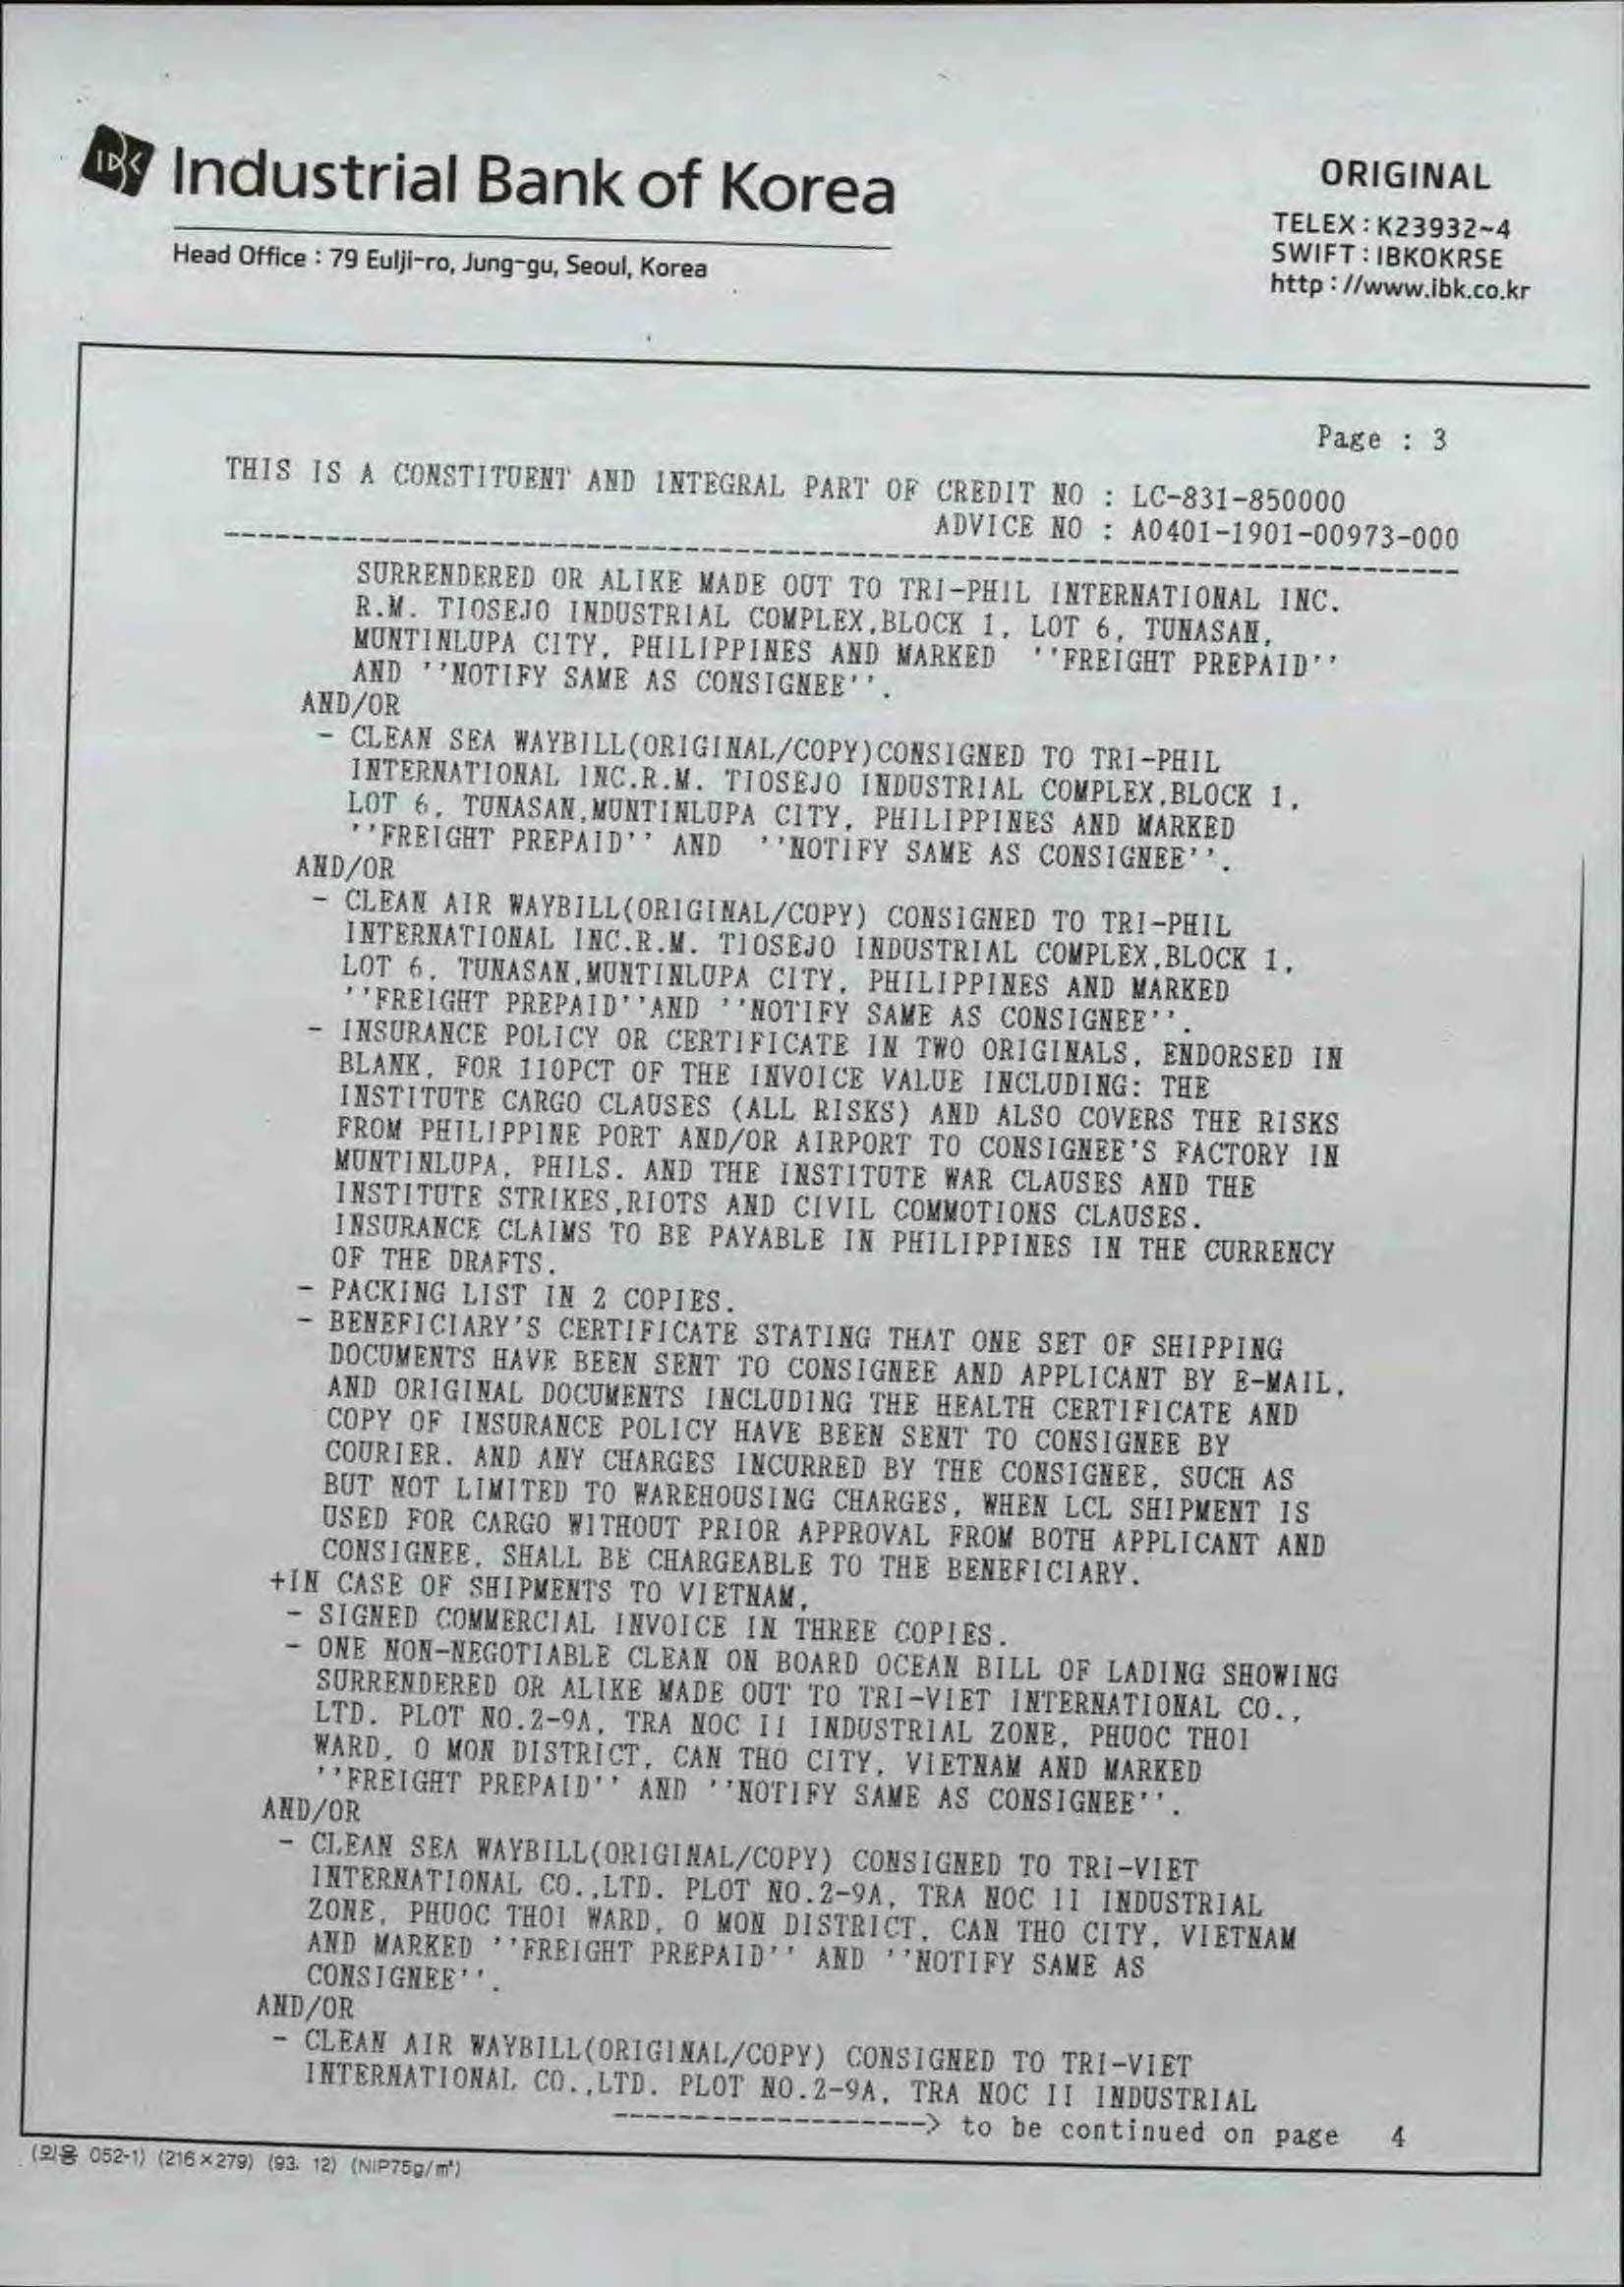 IBK Industrial Bank of Korea
Head Office : 79 Eulji-ro, Jung-gu, Seoul, Korea
ORIGINAL
TELEX : K23932~4
SWIFT : IBKOKRSE
http : //www.ibk.co.kr
Page : 3
THIS IS A CONSTITUENT AND INTEGRAL PART OF CREDIT NO : LC-831-850000
ADVICE NO : A0401-1901-00973-000
SURRENDERED OR ALIKE MADE OUT TO TRI-PHIL INTERNATIONAL INC.
R.M. TIOSEJO INDUSTRIAL COMPLEX,BLOCK 1, LOT 6, TUNASAN,
MUNTINLUPA CITY, PHILIPPINES AND MARKED ''FREIGHT PREPAID''
AND ''NOTIFY SAME AS CONSIGNEE''.
AND/OR
- CLEAN SEA WAYBILL(ORIGINAL/COPY)CONSIGNED TO TRI-PHIL
INTERNATIONAL INC.R.M. TIOSEJO INDUSTRIAL COMPLEX,BLOCK 1,
LOT 6, TUNASAN,MUNTINLUPA CITY, PHILIPPINES AND MARKED
''FREIGHT PREPAID'' AND ''NOTIFY SAME AS CONSIGNEE''.
AND/OR
- CLEAN AIR WAYBILL(ORIGINAL/COPY) CONSIGNED TO TRI-PHIL
INTERNATIONAL INC.R.M. TIOSEJO INDUSTRIAL COMPLEX,BLOCK 1,
LOT 6, TUNASAN,MUNTINLUPA CITY, PHILIPPINES AND MARKED
''FREIGHT PREPAID''AND ''NOTIFY SAME AS CONSIGNEE''.
- INSURANCE POLICY OR CERTIFICATE IN TWO ORIGINALS, ENDORSED IN
BLANK, FOR 110PCT OF THE INVOICE VALUE INCLUDING: THE
INSTITUTE CARGO CLAUSES (ALL RISKS) AND ALSO COVERS THE RISKS
FROM PHILIPPINE PORT AND/OR AIRPORT TO CONSIGNEE'S FACTORY IN
MUNTINLUPA, PHILS. AND THE INSTITUTE WAR CLAUSES AND THE
INSTITUTE STRIKES,RIOTS AND CIVIL COMMOTIONS CLAUSES.
INSURANCE CLAIMS TO BE PAYABLE IN PHILIPPINES IN THE CURRENCY
OF THE DRAFTS.
- PACKING LIST IN 2 COPIES.
- BENEFICIARY'S CERTIFICATE STATING THAT ONE SET OF SHIPPING
DOCUMENTS HAVE BEEN SENT TO CONSIGNEE AND APPLICANT BY E-MAIL,
AND ORIGINAL DOCUMENTS INCLUDING THE HEALTH CERTIFICATE AND
COPY OF INSURANCE POLICY HAVE BEEN SENT TO CONSIGNEE BY
COURIER. AND ANY CHARGES INCURRED BY THE CONSIGNEE, SUCH AS
BUT NOT LIMITED TO WAREHOUSING CHARGES, WHEN LCL SHIPMENT IS
USED FOR CARGO WITHOUT PRIOR APPROVAL FROM BOTH APPLICANT AND
CONSIGNEE, SHALL BE CHARGEABLE TO THE BENEFICIARY.
+IN CASE OF SHIPMENTS TO VIETNAM,
- SIGNED COMMERCIAL INVOICE IN THREE COPIES.
- ONE NON-NEGOTIABLE CLEAN ON BOARD OCEAN BILL OF LADING SHOWING
SURRENDERED OR ALIKE MADE OUT TO TRI-VIET INTERNATIONAL CO.,
LTD. PLOT NO.2-9A, TRA NOC II INDUSTRIAL ZONE, PHUOC THOI
WARD, O MON DISTRICT, CAN THO CITY, VIETNAM AND MARKED
''FREIGHT PREPAID'' AND ''NOTIFY SAME AS CONSIGNEE''.
AND/OR
- CLEAN SEA WAYBILL(ORIGINAL/COPY) CONSIGNED TO TRI-VIET
INTERNATIONAL CO.,LTD. PLOT NO.2-9A, TRA NOC II INDUSTRIAL
ZONE, PHUOC THOI WARD, O MON DISTRICT, CAN THO CITY, VIETNAM
AND MARKED ''FREIGHT PREPAID'' AND ''NOTIFY SAME AS
CONSIGNEE''.
AND/OR
- CLEAN AIR WAYBILL(ORIGINAL/COPY) CONSIGNED TO TRI-VIET
INTERNATIONAL CO.,LTD. PLOT NO.2-9A, TRA NOC II INDUSTRIAL
-------------------> to be continued on page 4
(외용 052-1) (216×279) (93. 12) (NIP75g/㎡)